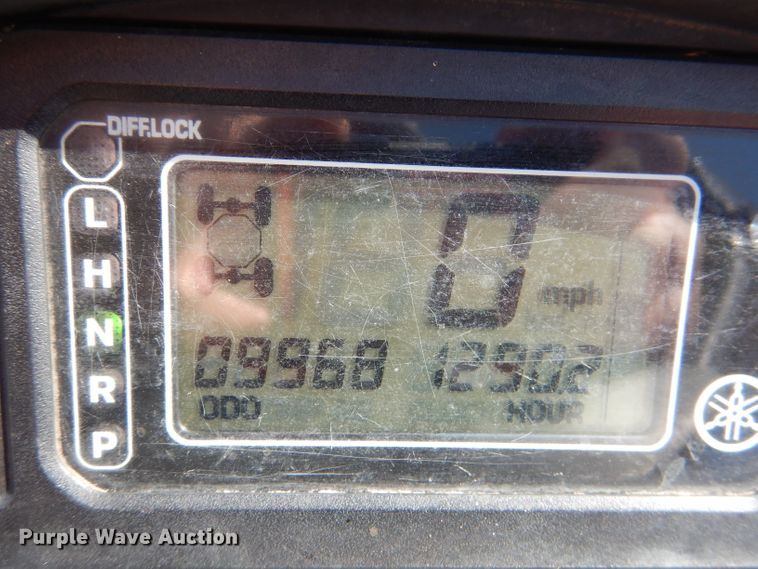 DIFF.LOCK
L
H
N
R
P
0 mph
09968 12902
ODO HOUR
Purple Wave Auction